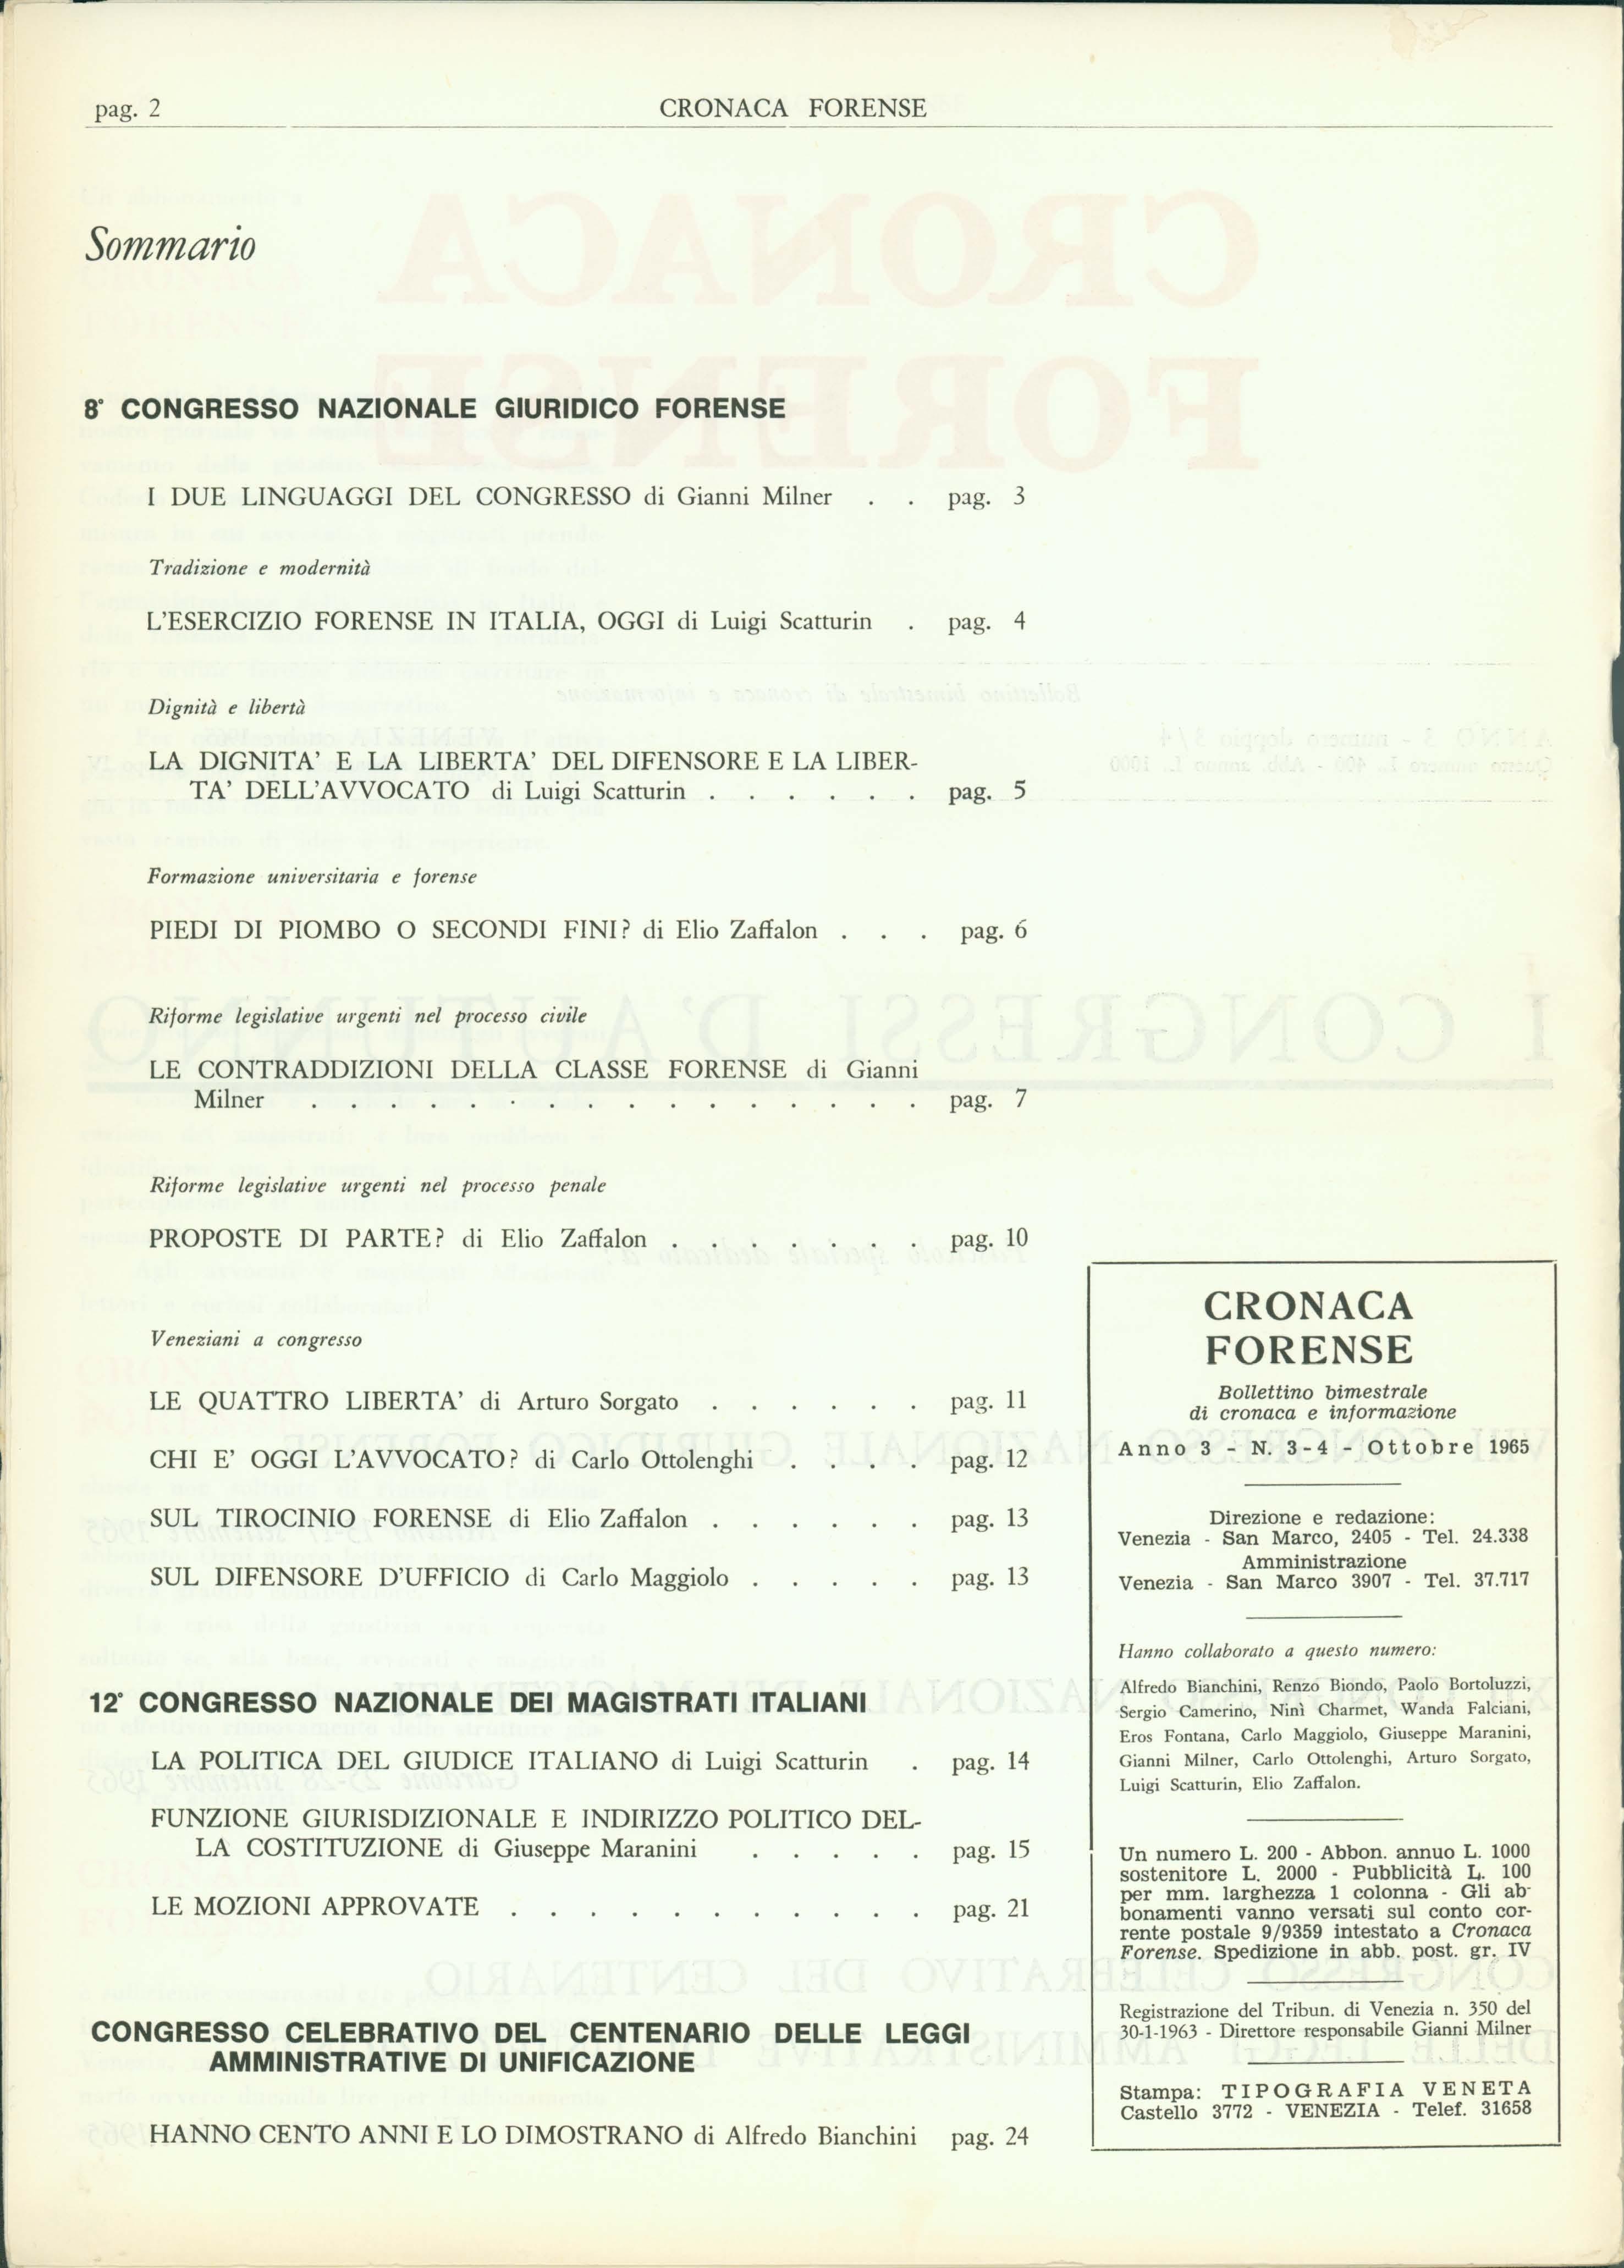 pag. 2
CRONACA FORENSE
Sommario
8° CONGRESSO NAZIONALE GIURIDICO FORENSE
I DUE LINGUAGGI DEL CONGRESSO di Gianni Milner . . pag. 3
Tradizione e modernità
L'ESERCIZIO FORENSE IN ITALIA, OGGI di Luigi Scatturin . pag. 4
Dignità e libertà
LA DIGNITA' E LA LIBERTA' DEL DIFENSORE E LA LIBER-
TA' DELL'AVVOCATO di Luigi Scatturin . . . . . . pag. 5
Formazione universitaria e forense
PIEDI DI PIOMBO O SECONDI FINI? di Elio Zaffalon . . . pag. 6
Riforme legislative urgenti nel processo civile
LE CONTRADDIZIONI DELLA CLASSE FORENSE di Gianni
Milner . . . . . . . . . . . . . . . . pag. 7
Riforme legislative urgenti nel processo penale
PROPOSTE DI PARTE? di Elio Zaffalon . . . . . . . pag. 10
Veneziani a congresso
LE QUATTRO LIBERTA' di Arturo Sorgato . . . . . . pag. 11
CHI E' OGGI L'AVVOCATO? di Carlo Ottolenghi . . . . pag. 12
SUL TIROCINIO FORENSE di Elio Zaffalon . . . . . . pag. 13
SUL DIFENSORE D'UFFICIO di Carlo Maggiolo . . . . . pag. 13
12° CONGRESSO NAZIONALE DEI MAGISTRATI ITALIANI
LA POLITICA DEL GIUDICE ITALIANO di Luigi Scatturin . pag. 14
FUNZIONE GIURISDIZIONALE E INDIRIZZO POLITICO DEL-
LA COSTITUZIONE di Giuseppe Maranini . . . . . pag. 15
LE MOZIONI APPROVATE . . . . . . . . . . . pag. 21
CONGRESSO CELEBRATIVO DEL CENTENARIO DELLE LEGGI
AMMINISTRATIVE DI UNIFICAZIONE
HANNO CENTO ANNI E LO DIMOSTRANO di Alfredo Bianchini pag. 24
CRONACA
FORENSE
Bollettino bimestrale
di cronaca e informazione
Anno 3 - N. 3-4 - Ottobre 1965
Direzione e redazione:
Venezia - San Marco, 2405 - Tel. 24.338
Amministrazione
Venezia - San Marco 3907 - Tel. 37.717
Hanno collaborato a questo numero:
Alfredo Bianchini, Renzo Biondo, Paolo Bortoluzzi,
Sergio Camerino, Ninì Charmet, Wanda Falciani,
Eros Fontana, Carlo Maggiolo, Giuseppe Maranini,
Gianni Milner, Carlo Ottolenghi, Arturo Sorgato,
Luigi Scatturin, Elio Zaffalon.
Un numero L. 200 - Abbon. annuo L. 1000
sostenitore L. 2000 - Pubblicità L. 100
per mm. larghezza 1 colonna - Gli ab-
bonamenti vanno versati sul conto cor-
rente postale 9/9359 intestato a Cronaca
Forense. Spedizione in abb. post. gr. IV
Registrazione del Tribun. di Venezia n. 350 del
30-1-1963 - Direttore responsabile Gianni Milner
Stampa: TIPOGRAFIA VENETA
Castello 3772 - VENEZIA - Telef. 31658